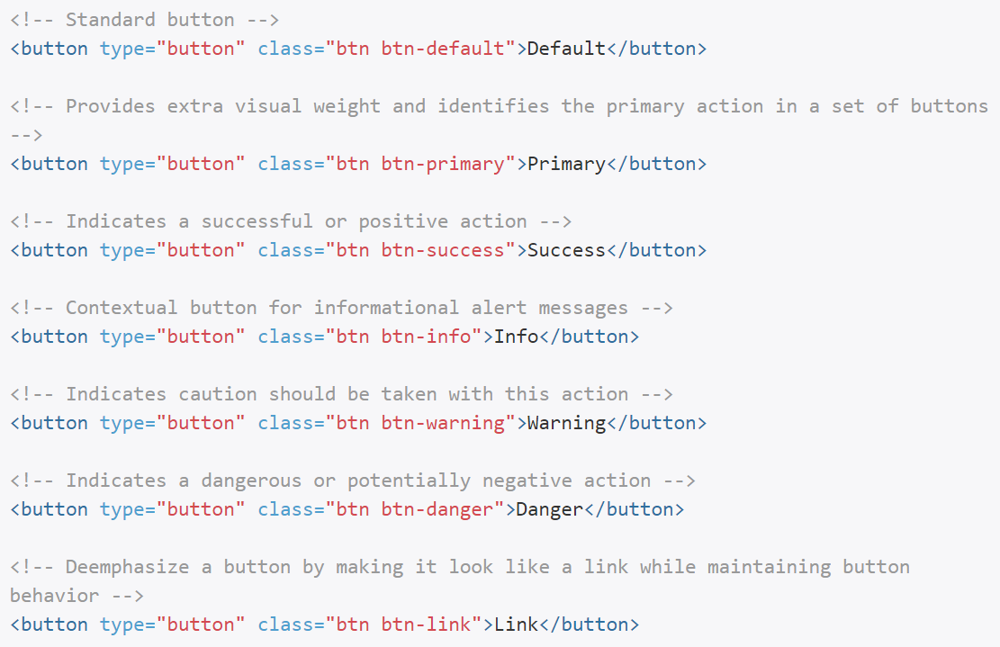 <!-- Standard button -->
<button type="button" class="btn btn-default">Default</button>
<!-- Provides extra visual weight and identifies the primary action in a set of buttons
-->
<button type="button" class="btn btn-primary">Primary</button>
<!-- Indicates a successful or positive action -->
<button type="button" class="btn btn-success">Success</button>
<!-- Contextual button for informational alert messages -->
<button type="button" class="btn btn-info">Info</button>
<!-- Indicates caution should be taken with this action -->
<button type="button" class="btn btn-warning">Warning</button>
<!-- Indicates a dangerous or potentially negative action -->
<button type="button" class="btn btn-danger">Danger</button>
<!-- Deemphasize a button by making it look like a link while maintaining button
behavior -->
<button type="button" class="btn btn-link">Link</button>